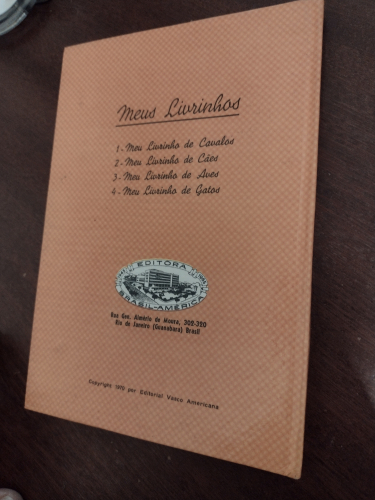 Meus Livrinhos
1 - Meu Livrinho de Cavalos
2 - Meu Livrinho de Cães
3 - Meu Livrinho de Aves
4 - Meu Livrinho de Gatos
EDITORA
BRASIL-AMÉRICA
Rua Gen. Almério de Moura, 302-320
Rio de Janeiro (Guanabara) Brasil
Copyright 1970 por Editorial Vasco Americana